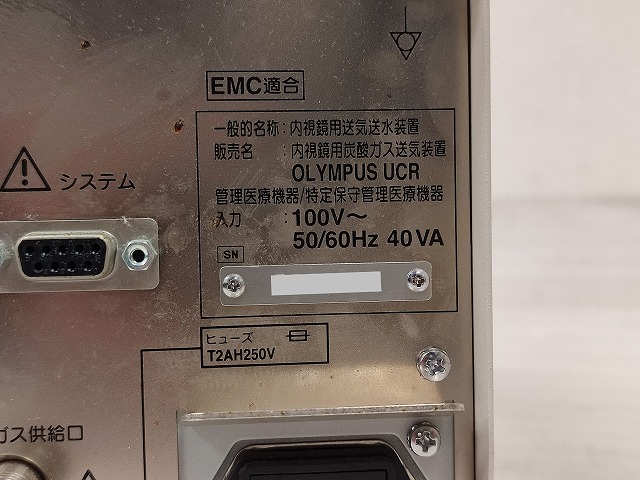 EMC適合
一般的名称：内視鏡用送気送水装置
販売名：内視鏡用炭酸ガス送気装置
OLYMPUS UCR
管理医療機器/特定保守管理医療機器
入力：100V～
50/60Hz 40VA
SN
システム
ヒューズ
T2AH250V
ガス供給口